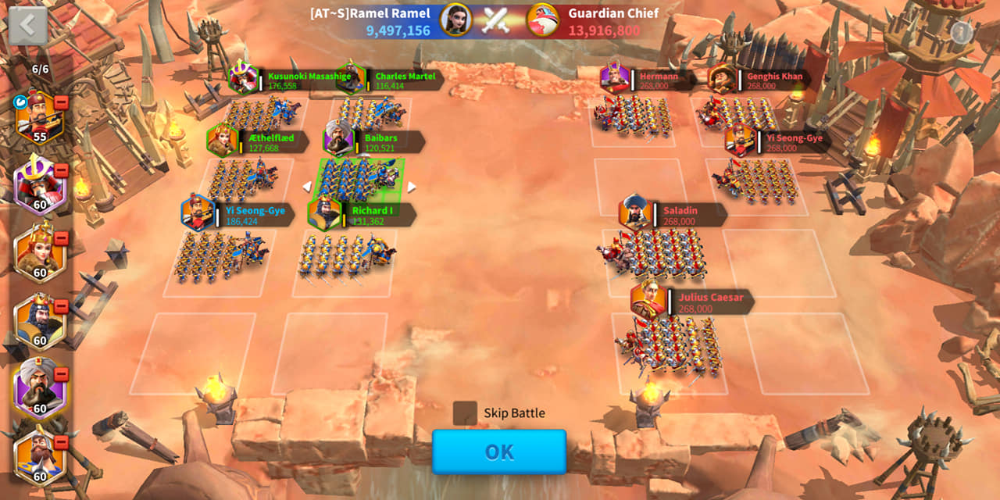 [AT~S]Ramel Ramel
9,497,156
Guardian Chief
13,916,800
6/6
Kusunoki Masashige
176,558
Charles Martel
116,414
Hermann
268,000
Genghis Khan
268,000
Æthelflæd
127,668
Baibars
120,521
Yi Seong-Gye
268,000
55
Yi Seong-Gye
186,424
Richard I
131,362
Saladin
268,000
60
60
Julius Caesar
268,000
60
60
60
Skip Battle
OK